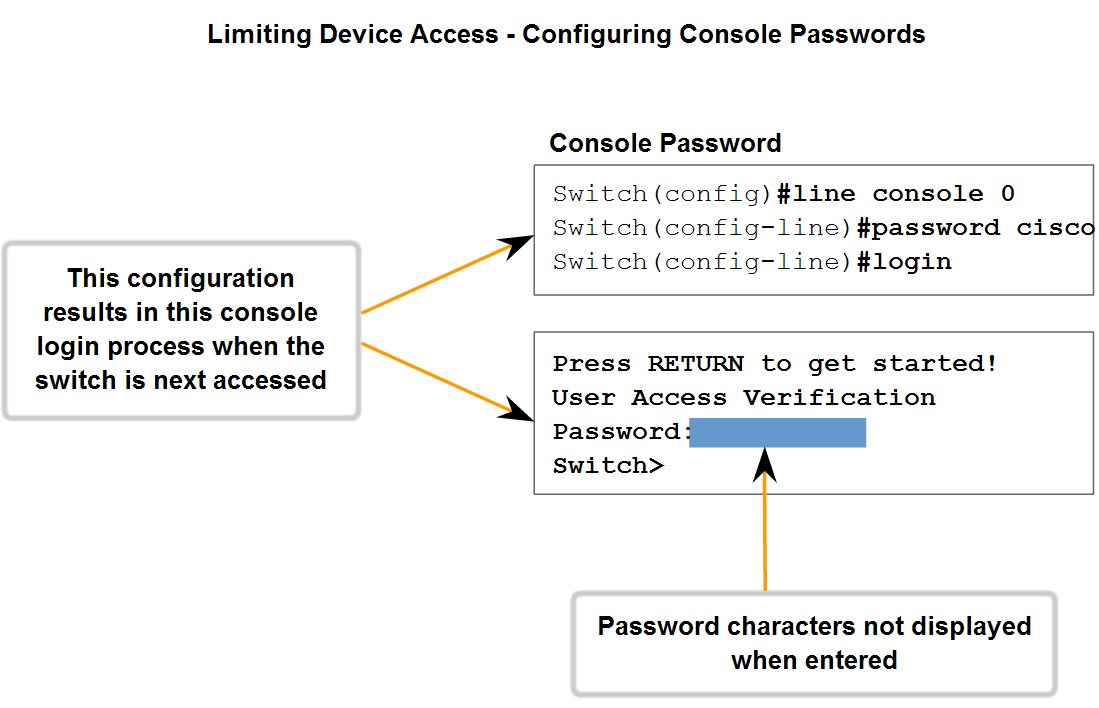 Limiting Device Access - Configuring Console Passwords
Console Password
Switch(config)#line console 0
Switch(config-line)#password cisco
Switch(config-line)#login
This configuration
results in this console
login process when the
switch is next accessed
Press RETURN to get started!
User Access Verification
Password:
Switch>
Password characters not displayed
when entered